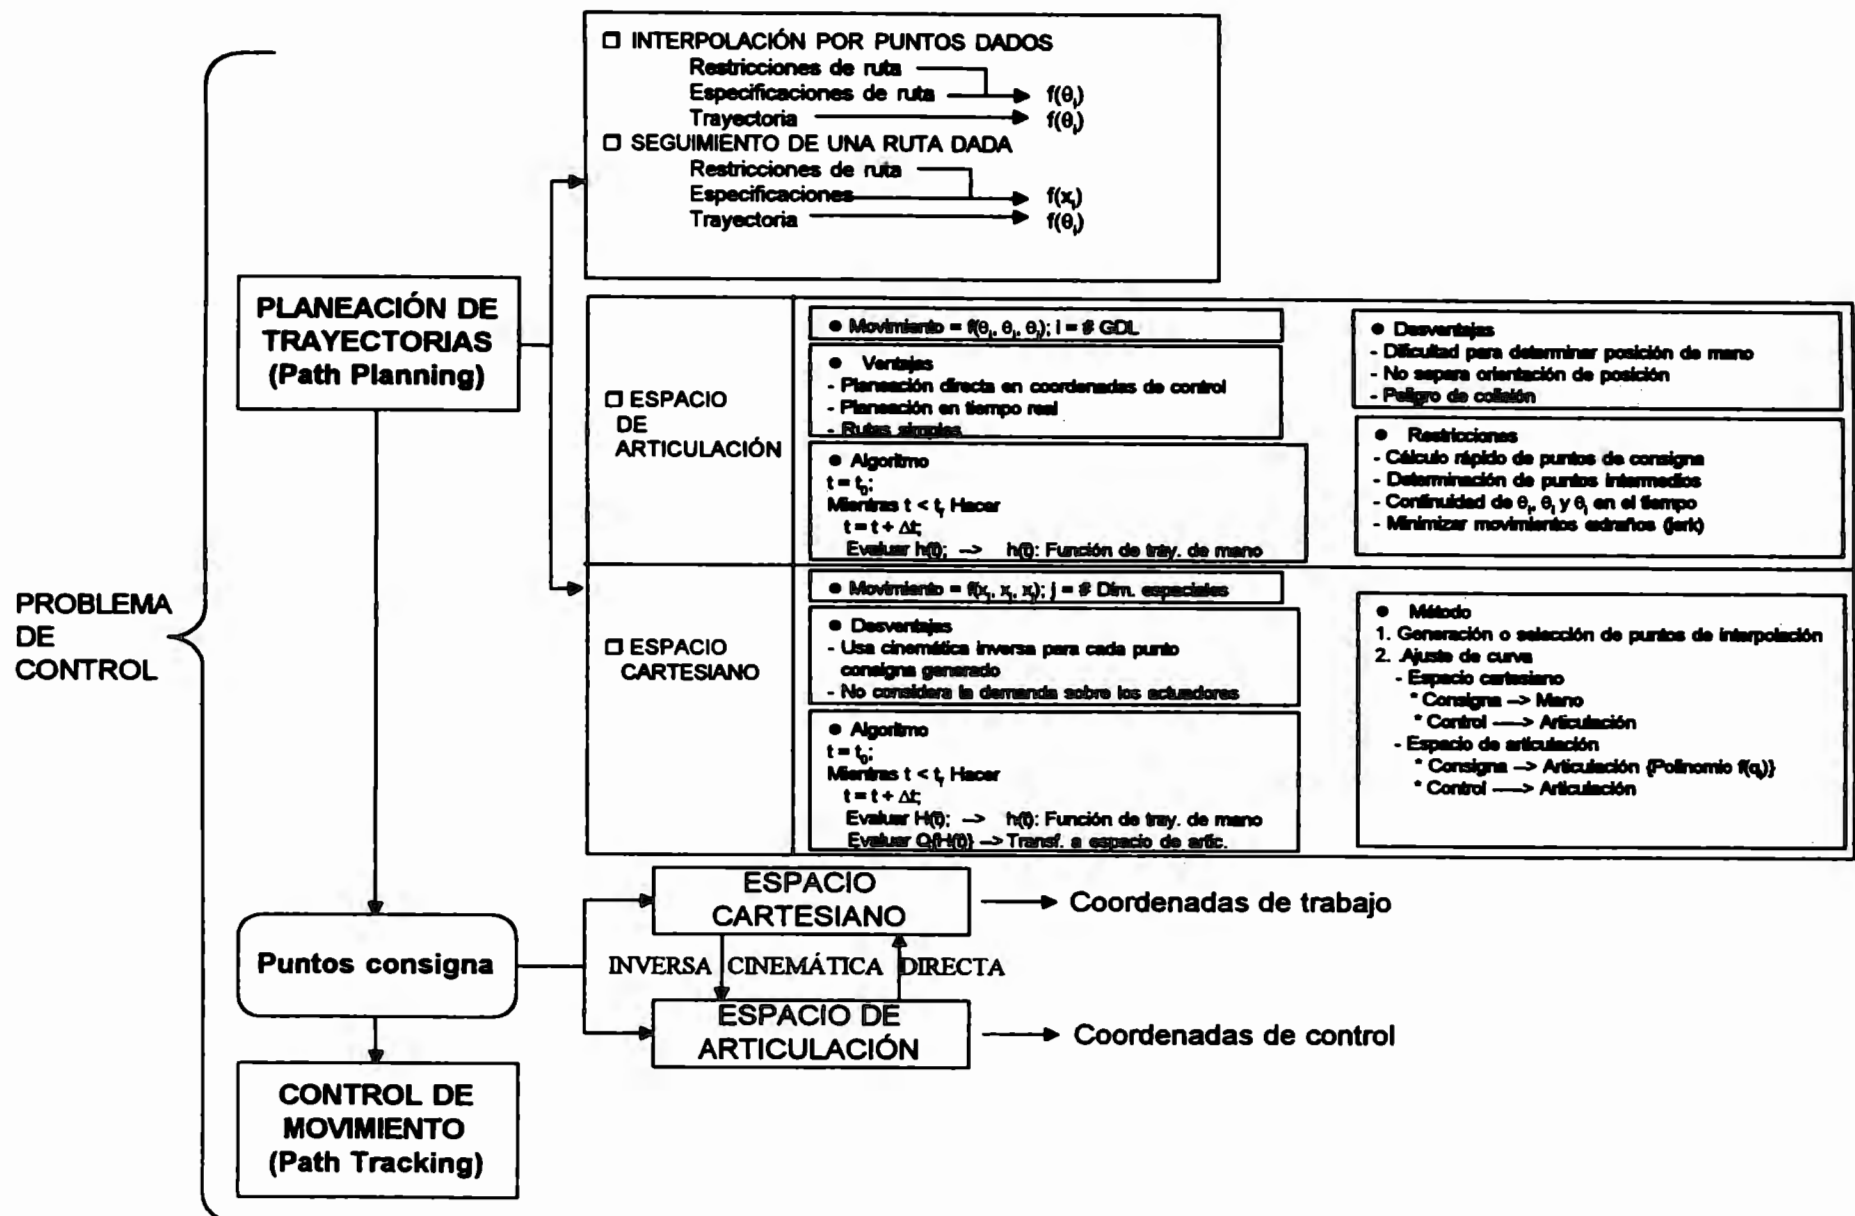 PROBLEMA
DE
CONTROL
PLANEACIÓN DE
TRAYECTORIAS
(Path Planning)
❐ INTERPOLACIÓN POR PUNTOS DADOS
Restricciones de ruta
Especificaciones de ruta f(θᵢ)
Trayectoria f(θᵢ)
❐ SEGUIMIENTO DE UNA RUTA DADA
Restricciones de ruta
Especificaciones f(xⱼ)
Trayectoria f(θᵢ)
❐ ESPACIO
DE
ARTICULACIÓN
● Movimiento = f(θᵢ, θᵢ, θᵢ); i = # GDL
● Ventajas
- Planeación directa en coordenadas de control
- Planeación en tiempo real
- Rutas simples
● Algoritmo
t = t₀;
Mientras t < t_f Hacer
t = t + Δt;
Evaluar h(t); --> h(t): Función de tray. de mano
● Desventajas
- Dificultad para determinar posición de mano
- No separa orientación de posición
- Peligro de colisión
● Restricciones
- Cálculo rápido de puntos de consigna
- Determinación de puntos intermedios
- Continuidad de θᵢ, θᵢ y θᵢ en el tiempo
- Minimizar movimientos extraños (jerk)
❐ ESPACIO
CARTESIANO
● Movimiento = f(xⱼ, xⱼ, xⱼ); j = # Dim. especiales
● Desventajas
- Usa cinemática inversa para cada punto
consigna generado
- No considera la demanda sobre los actuadores
● Algoritmo
t = t₀;
Mientras t < t_f Hacer
t = t + Δt;
Evaluar H(t); --> h(t): Función de tray. de mano
Evaluar Q{H(t)} --> Transf. a espacio de artic.
● Método
1. Generación o selección de puntos de interpolación
2. Ajuste de curva
- Espacio cartesiano
* Consigna --> Mano
* Control ----> Articulación
- Espacio de articulación
* Consigna --> Articulación {Polinomio f(qᵢ)}
* Control ----> Articulación
Puntos consigna
ESPACIO
CARTESIANO
Coordenadas de trabajo
INVERSA CINEMÁTICA DIRECTA
ESPACIO DE
ARTICULACIÓN
Coordenadas de control
CONTROL DE
MOVIMIENTO
(Path Tracking)